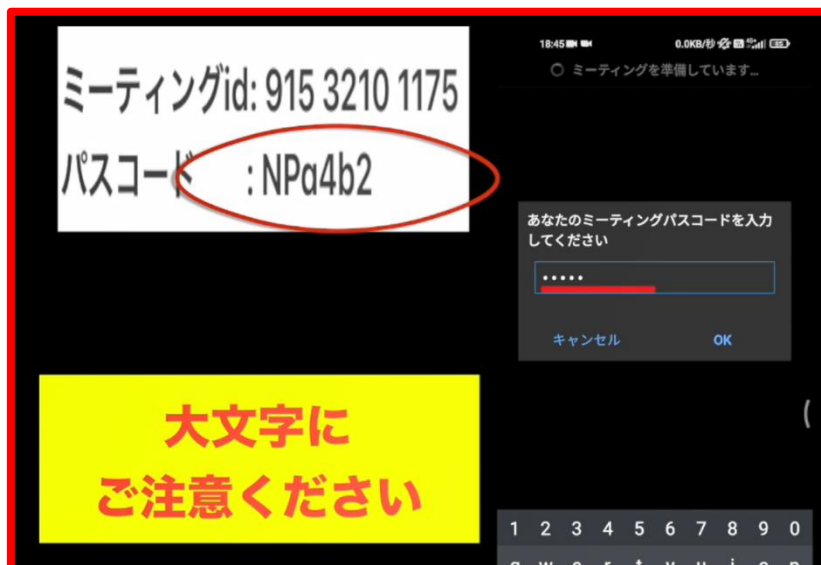 ミーティングid: 915 3210 1175
パスコード : NPa4b2
大文字に
ご注意ください
18:45
0.0KB/秒
ミーティングを準備しています...
あなたのミーティングパスコードを入力
してください
•••••
キャンセル OK
1 2 3 4 5 6 7 8 9 0